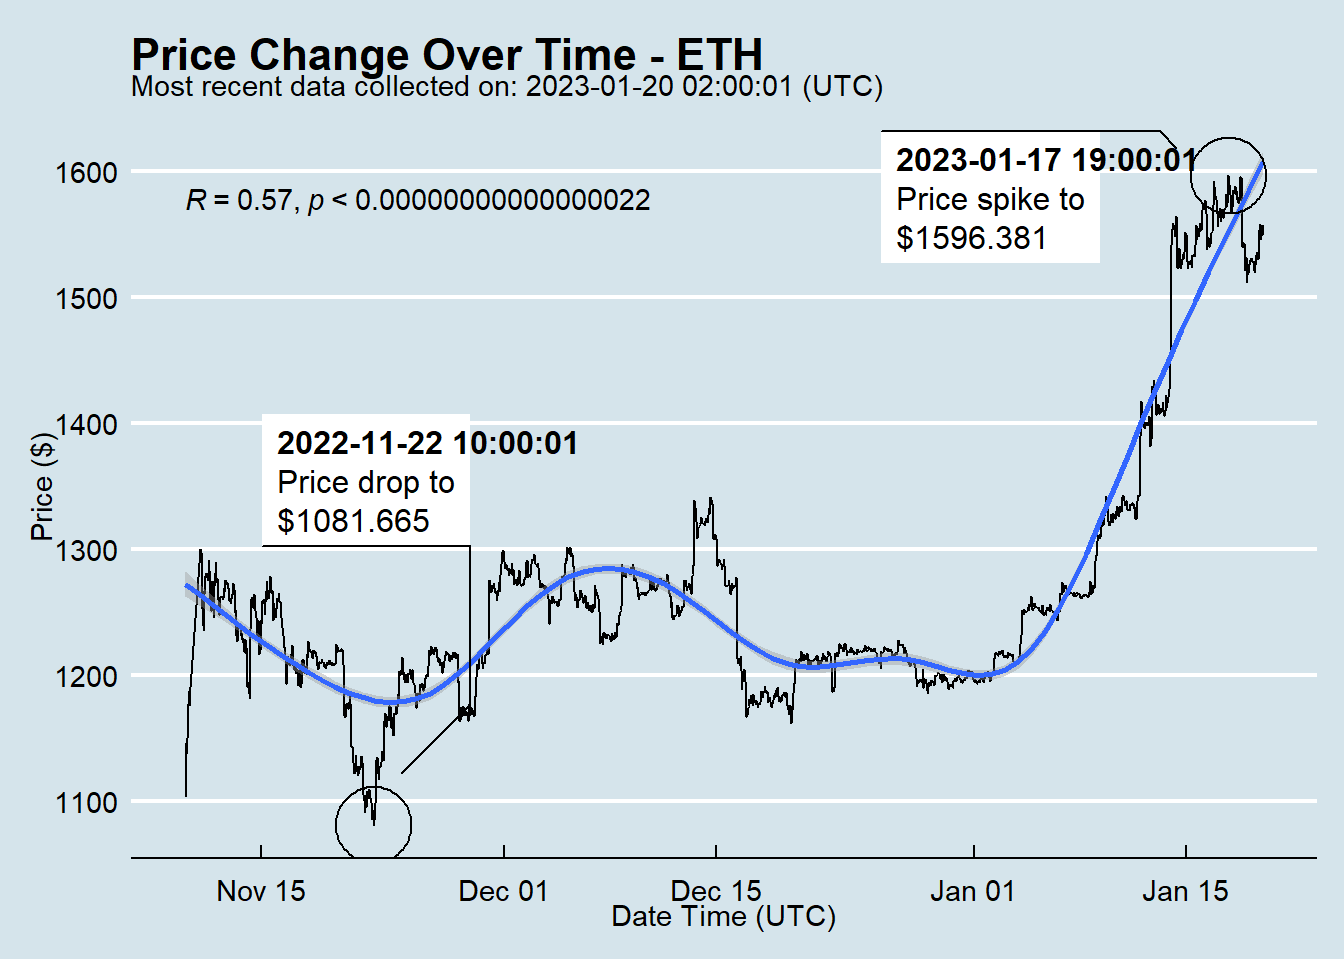 Price Change Over Time - ETH
Most recent data collected on: 2023-01-20 02:00:01 (UTC)
R = 0.57, p < 0.00000000000000022
2023-01-17 19:00:01
Price spike to
$1596.381
2022-11-22 10:00:01
Price drop to
$1081.665
Price ($)
1600
1500
1400
1300
1200
1100
Nov 15 Dec 01 Dec 15 Jan 01 Jan 15
Date Time (UTC)